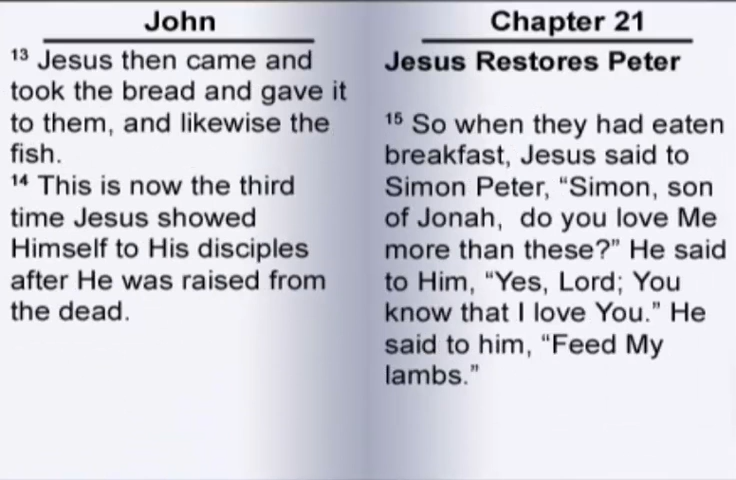 John
¹³ Jesus then came and
took the bread and gave it
to them, and likewise the
fish.
¹⁴ This is now the third
time Jesus showed
Himself to His disciples
after He was raised from
the dead.
Chapter 21
Jesus Restores Peter
¹⁵ So when they had eaten
breakfast, Jesus said to
Simon Peter, “Simon, son
of Jonah,  do you love Me
more than these?” He said
to Him, “Yes, Lord; You
know that I love You.” He
said to him, “Feed My
lambs.”